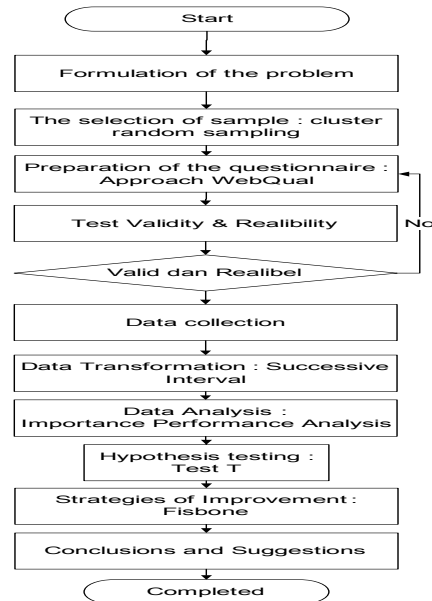 Start
Formulation of the problem
The selection of sample : cluster
random sampling
Preparation of the questionnaire :
Approach WebQual
Test Validity & Realibility
No
Valid dan Realibel
Data collection
Data Transformation : Successive
Interval
Data Analysis :
Importance Performance Analysis
Hypothesis testing :
Test T
Strategies of Improvement :
Fisbone
Conclusions and Suggestions
Completed